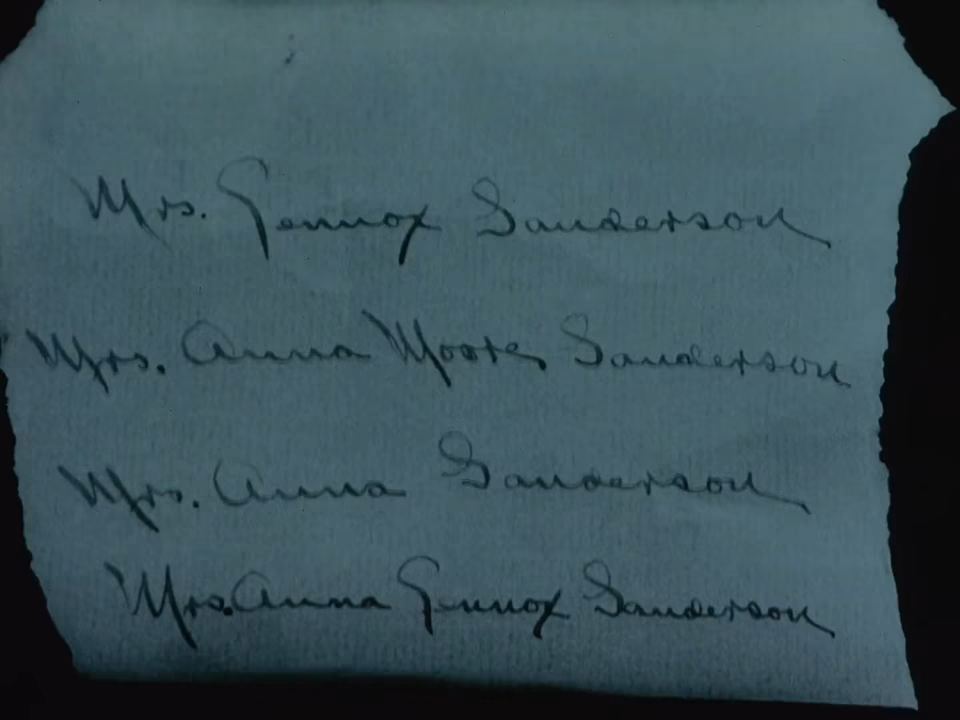 Mrs. Lennox Sanderson
Mrs. Anna Moore Sanderson
Mrs. Anna Sanderson
Mrs. Anna Lennox Sanderson